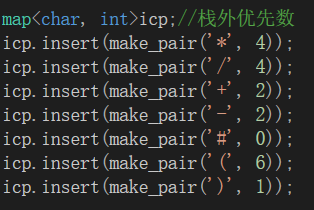 map<char, int>icp;//栈外优先数
icp.insert(make_pair('*', 4));
icp.insert(make_pair('/', 4));
icp.insert(make_pair('+', 2));
icp.insert(make_pair('-', 2));
icp.insert(make_pair('#', 0));
icp.insert(make_pair('(', 6));
icp.insert(make_pair(')', 1));